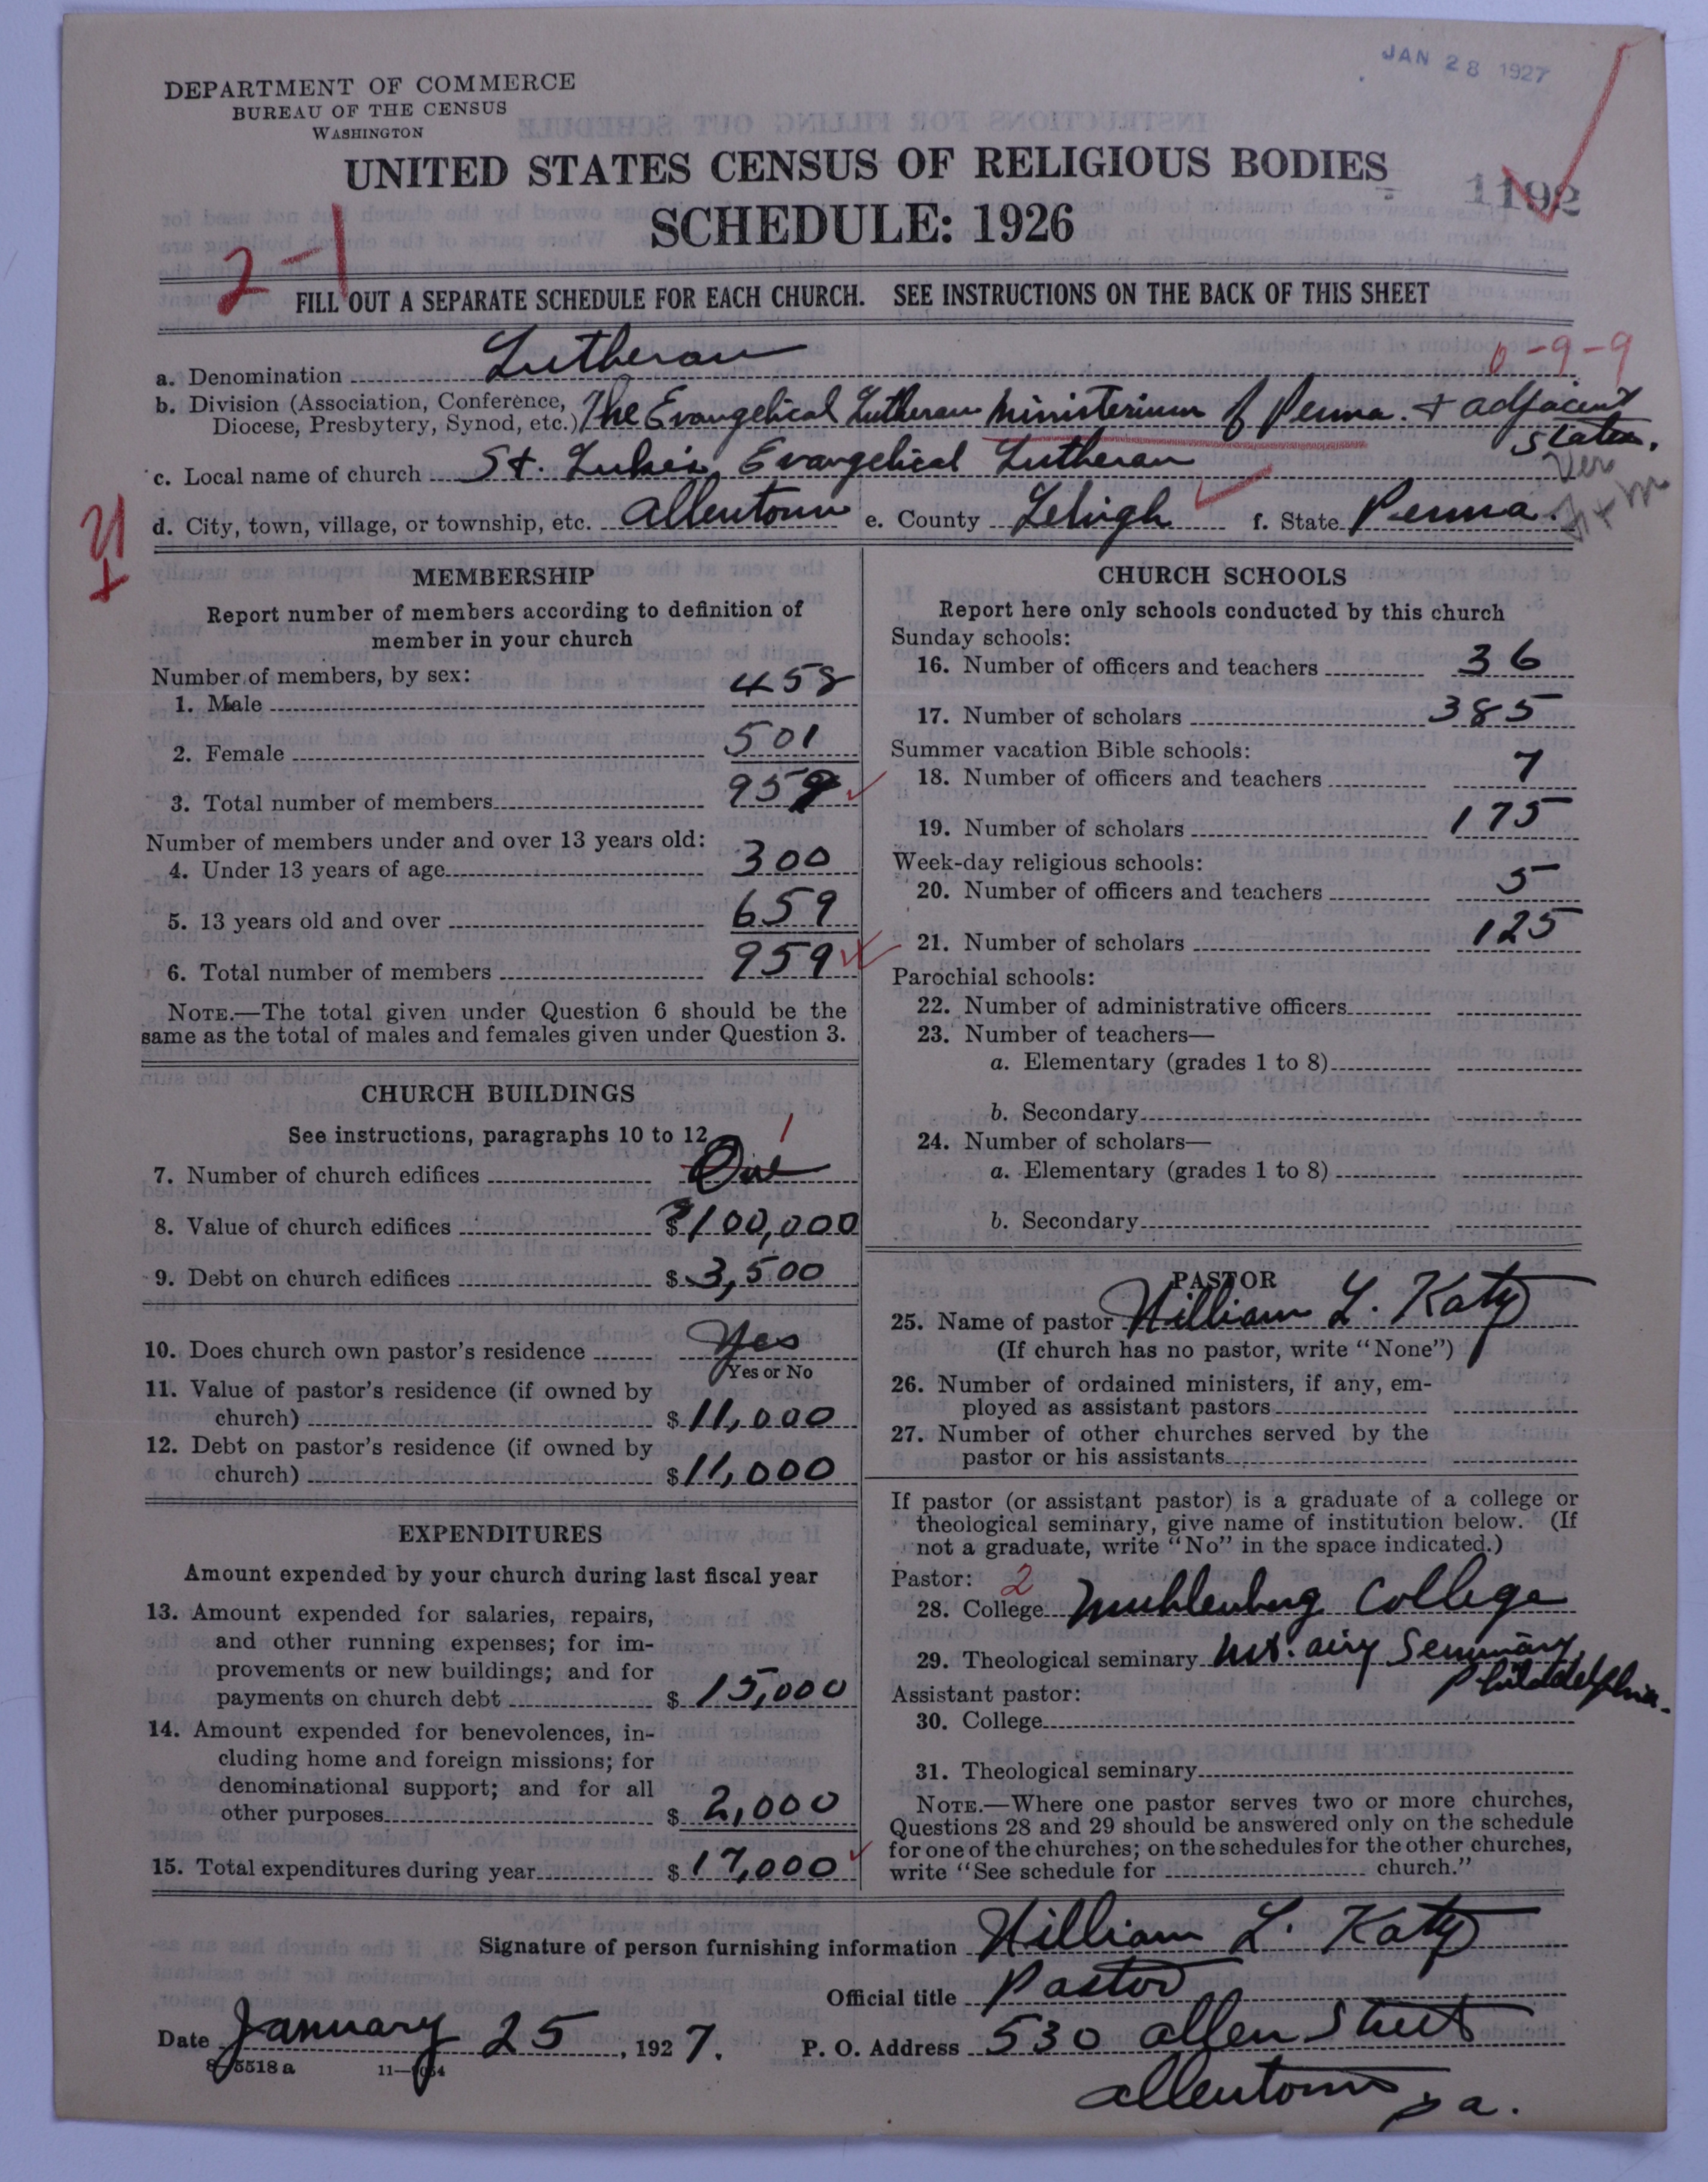 JAN 28 1927
DEPARTMENT OF COMMERCE
BUREAU OF THE CENSUS
WASHINGTON
UNITED STATES CENSUS OF RELIGIOUS BODIES
1192
SCHEDULE: 1926
2-1
FILL OUT A SEPARATE SCHEDULE FOR EACH CHURCH. SEE INSTRUCTIONS ON THE BACK OF THIS SHEET
0-9-9
a. Denomination Lutheran
b. Division (Association, Conference, Diocese, Presbytery, Synod, etc.) The Evangelical Lutheran Ministerium of Penna. + adjacent
states.
c. Local name of church St. Luke's Evangelical Lutheran
Ver
d. City, town, village, or township, etc. Allentown e. County Lehigh f. State Penna.
MEMBERSHIP
Report number of members according to definition of
member in your church
Number of members, by sex:
1. Male 458
2. Female 501
3. Total number of members 959
Number of members under and over 13 years old:
4. Under 13 years of age 300
5. 13 years old and over 659
6. Total number of members 959
NOTE.—The total given under Question 6 should be the
same as the total of males and females given under Question 3.
CHURCH BUILDINGS
See instructions, paragraphs 10 to 12
1
7. Number of church edifices One
8. Value of church edifices $100,000
9. Debt on church edifices $3,500
10. Does church own pastor's residence Yes
Yes or No
11. Value of pastor's residence (if owned by
church) $11,000
12. Debt on pastor's residence (if owned by
church) $11,000
EXPENDITURES
Amount expended by your church during last fiscal year
13. Amount expended for salaries, repairs,
and other running expenses; for im-
provements or new buildings; and for
payments on church debt $15,000
14. Amount expended for benevolences, in-
cluding home and foreign missions; for
denominational support; and for all
other purposes $2,000
15. Total expenditures during year $17,000
CHURCH SCHOOLS
Report here only schools conducted by this church
Sunday schools:
16. Number of officers and teachers 36
17. Number of scholars 385
Summer vacation Bible schools:
18. Number of officers and teachers 7
19. Number of scholars 175
Week-day religious schools:
20. Number of officers and teachers 5
21. Number of scholars 125
Parochial schools:
22. Number of administrative officers
23. Number of teachers—
a. Elementary (grades 1 to 8)
b. Secondary
24. Number of scholars—
a. Elementary (grades 1 to 8)
b. Secondary
PASTOR
25. Name of pastor William L. Katz
(If church has no pastor, write "None")
26. Number of ordained ministers, if any, em-
ployed as assistant pastors
27. Number of other churches served by the
pastor or his assistants
If pastor (or assistant pastor) is a graduate of a college or
theological seminary, give name of institution below. (If
not a graduate, write "No" in the space indicated.)
Pastor: 2
28. College Muhlenberg College
29. Theological seminary Mt. Airy Seminary
Philadelphia.
Assistant pastor:
30. College
31. Theological seminary
NOTE.—Where one pastor serves two or more churches,
Questions 28 and 29 should be answered only on the schedule
for one of the churches; on the schedules for the other churches,
write "See schedule for church."
Signature of person furnishing information William L. Katz
Official title Pastor
Date January 25, 1927. P. O. Address 530 Allen Street
8-5518 a 11-
Allentown Pa.